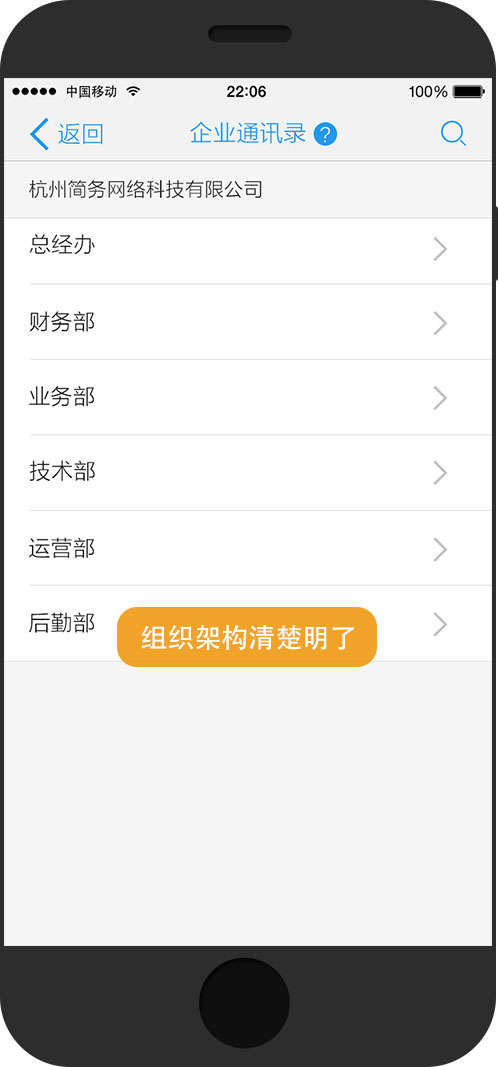 中国移动 22:06 100%
返回 企业通讯录 ?
杭州简务网络科技有限公司
总经办
财务部
业务部
技术部
运营部
后勤部
组织架构清楚明了